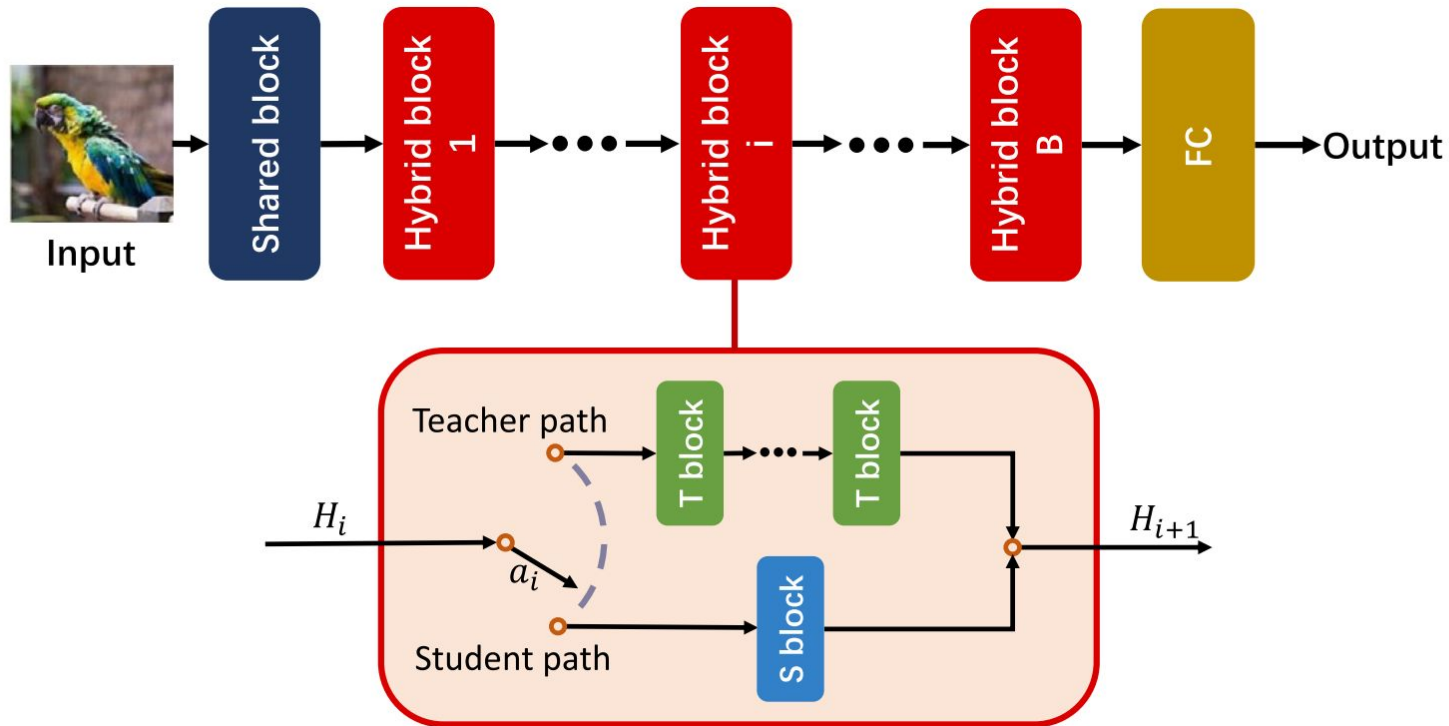 Input
Shared block
Hybrid block
1
Hybrid block
i
Hybrid block
B
FC
Output
Teacher path
T block
T block
H_i
a_i
H_{i+1}
Student path
S block